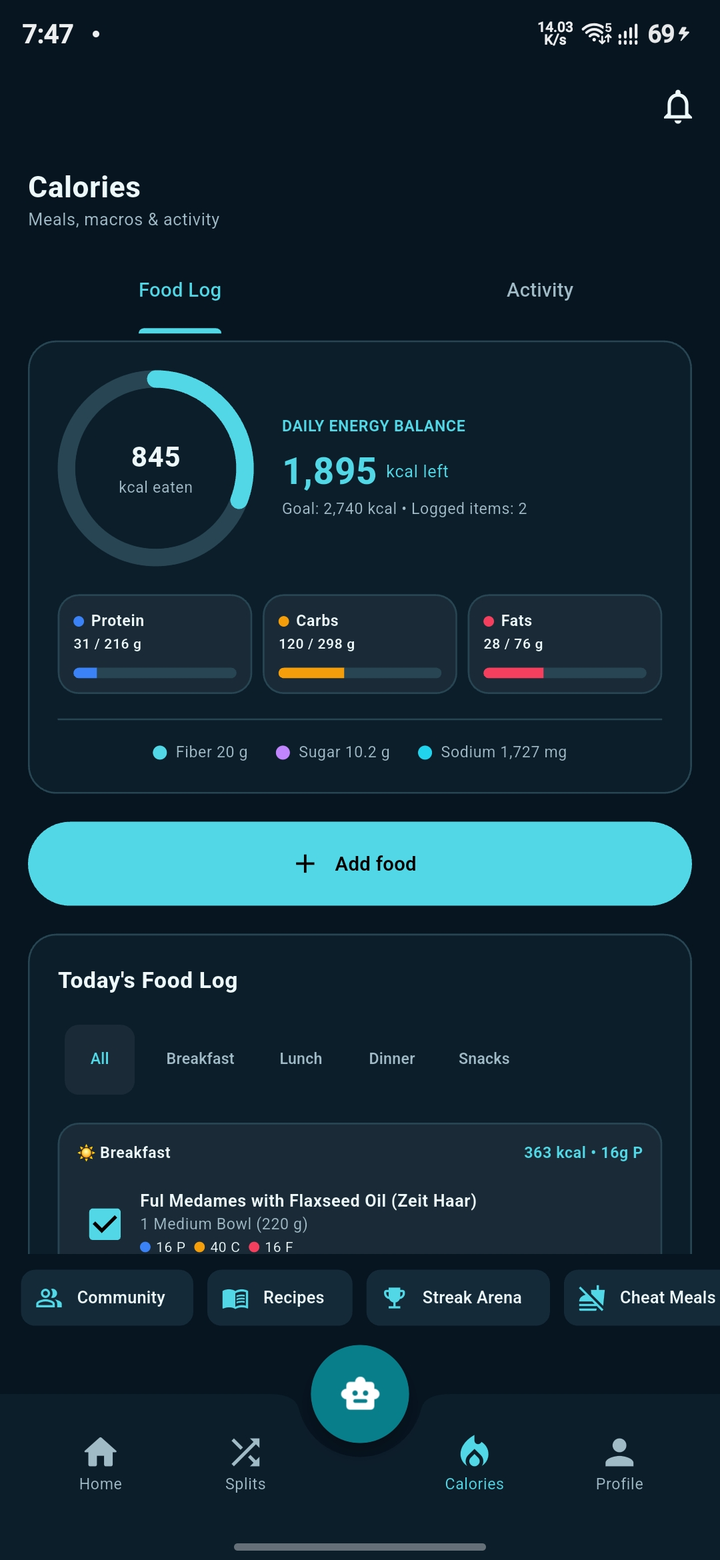 7:47 •
14.03 K/s 5 69
Calories
Meals, macros & activity
Food Log Activity
845
kcal eaten
DAILY ENERGY BALANCE
1,895 kcal left
Goal: 2,740 kcal • Logged items: 2
Protein Carbs Fats
31 / 216 g 120 / 298 g 28 / 76 g
Fiber 20 g Sugar 10.2 g Sodium 1,727 mg
+ Add food
Today's Food Log
All Breakfast Lunch Dinner Snacks
Breakfast 363 kcal • 16g P
Ful Medames with Flaxseed Oil (Zeit Haar)
1 Medium Bowl (220 g)
16 P 40 C 16 F
Community Recipes Streak Arena Cheat Meals
Home Splits Calories Profile